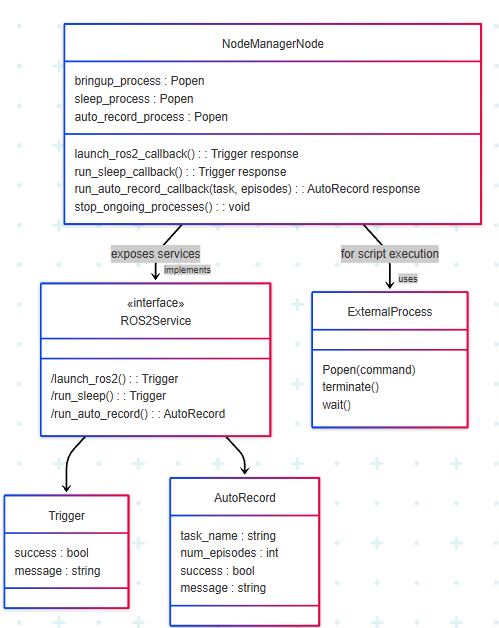 NodeManagerNode
bringup_process : Popen
sleep_process : Popen
auto_record_process : Popen
launch_ros2_callback() : : Trigger response
run_sleep_callback() : : Trigger response
run_auto_record_callback(task, episodes) : : AutoRecord response
stop_ongoing_processes() : : void
exposes services
implements
for script execution
uses
«interface»
ROS2Service
/launch_ros2() : : Trigger
/run_sleep() : : Trigger
/run_auto_record() : : AutoRecord
ExternalProcess
Popen(command)
terminate()
wait()
Trigger
success : bool
message : string
AutoRecord
task_name : string
num_episodes : int
success : bool
message : string